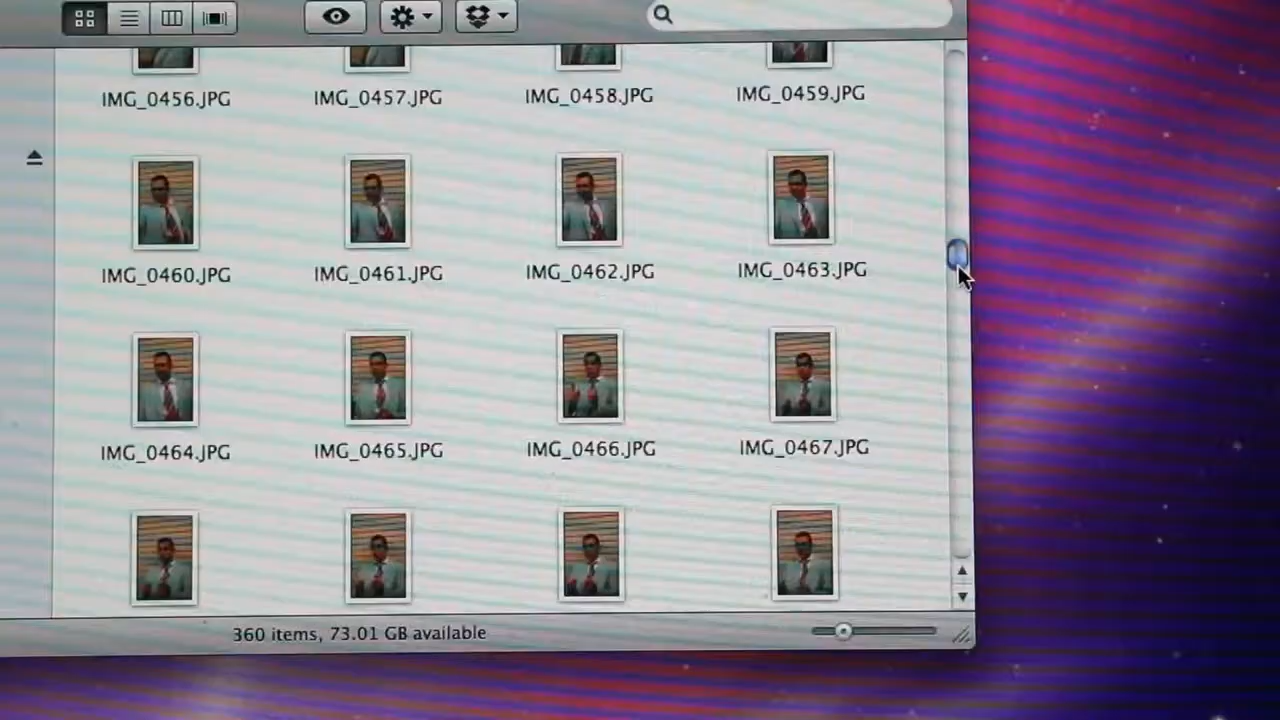 IMG_0456.JPG IMG_0457.JPG IMG_0458.JPG IMG_0459.JPG
IMG_0460.JPG IMG_0461.JPG IMG_0462.JPG IMG_0463.JPG
IMG_0464.JPG IMG_0465.JPG IMG_0466.JPG IMG_0467.JPG
360 items, 73.01 GB available